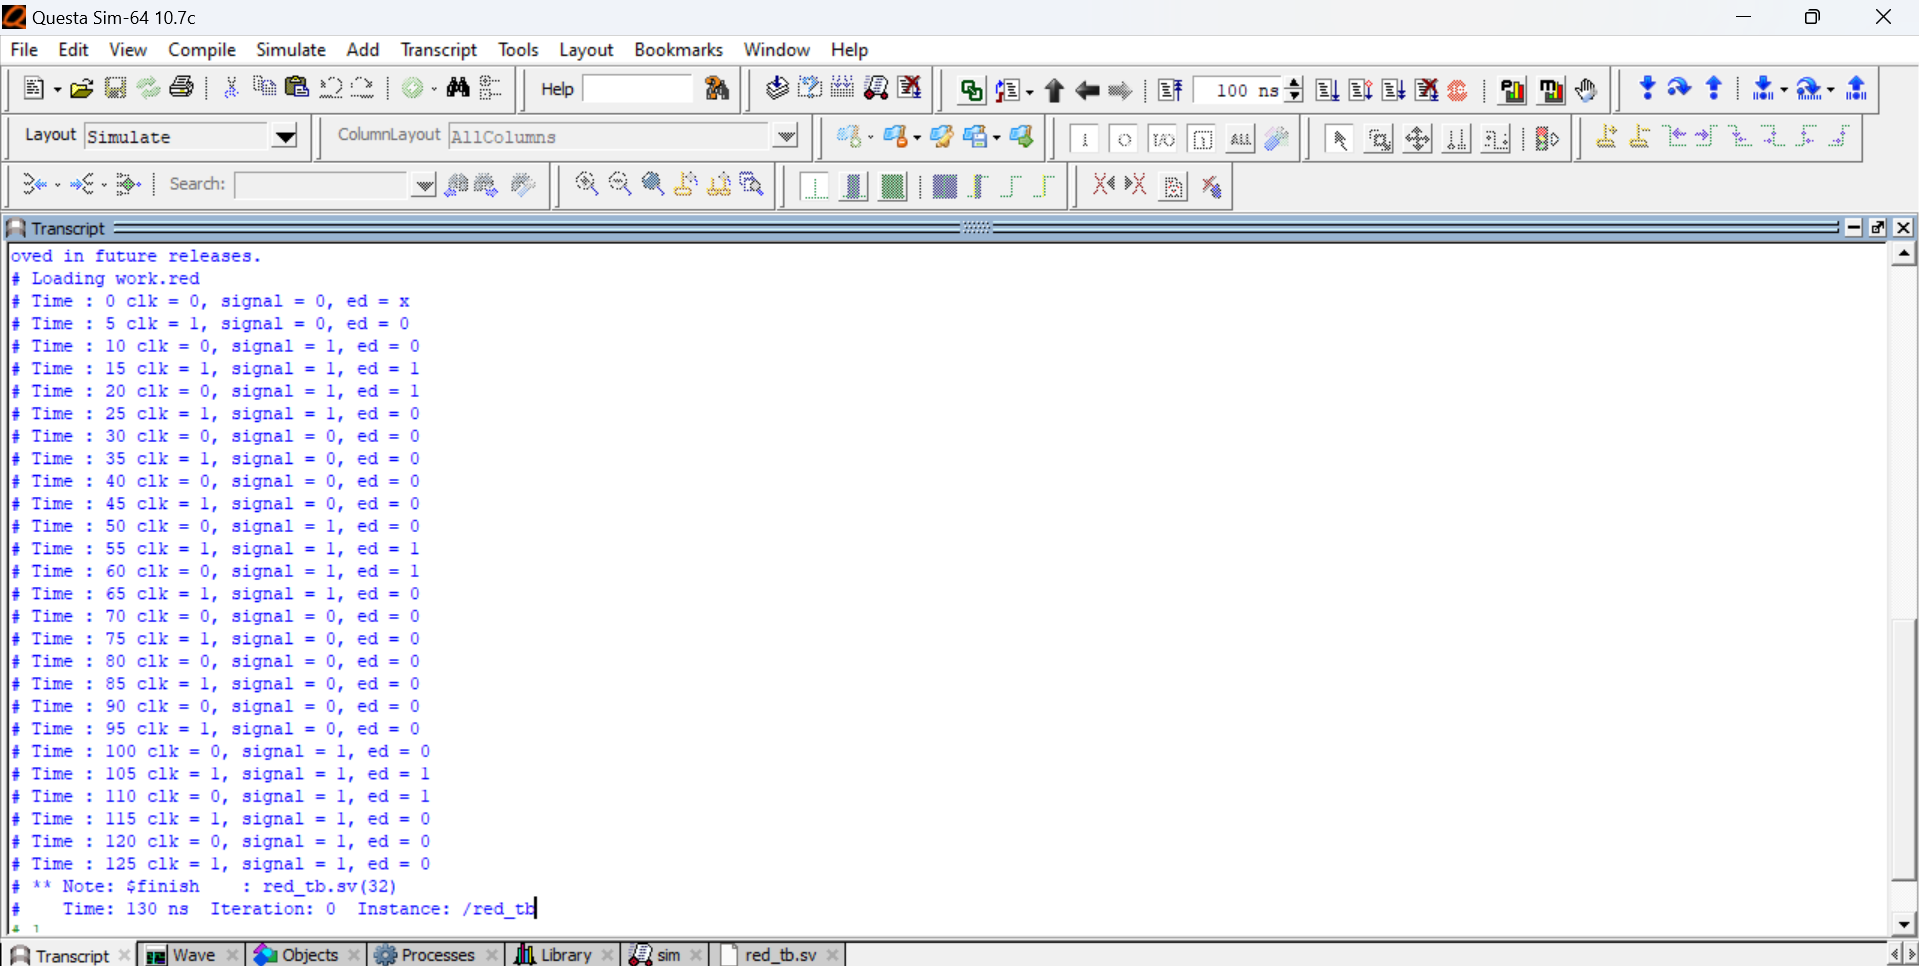 Questa Sim-64 10.7c
File Edit View Compile Simulate Add Transcript Tools Layout Bookmarks Window Help
Help 100 ns
Layout Simulate ColumnLayout AllColumns ALL
Search:
Transcript
oved in future releases.
# Loading work.red
# Time : 0 clk = 0, signal = 0, ed = x
# Time : 5 clk = 1, signal = 0, ed = 0
# Time : 10 clk = 0, signal = 1, ed = 0
# Time : 15 clk = 1, signal = 1, ed = 1
# Time : 20 clk = 0, signal = 1, ed = 1
# Time : 25 clk = 1, signal = 1, ed = 0
# Time : 30 clk = 0, signal = 0, ed = 0
# Time : 35 clk = 1, signal = 0, ed = 0
# Time : 40 clk = 0, signal = 0, ed = 0
# Time : 45 clk = 1, signal = 0, ed = 0
# Time : 50 clk = 0, signal = 1, ed = 0
# Time : 55 clk = 1, signal = 1, ed = 1
# Time : 60 clk = 0, signal = 1, ed = 1
# Time : 65 clk = 1, signal = 1, ed = 0
# Time : 70 clk = 0, signal = 0, ed = 0
# Time : 75 clk = 1, signal = 0, ed = 0
# Time : 80 clk = 0, signal = 0, ed = 0
# Time : 85 clk = 1, signal = 0, ed = 0
# Time : 90 clk = 0, signal = 0, ed = 0
# Time : 95 clk = 1, signal = 0, ed = 0
# Time : 100 clk = 0, signal = 1, ed = 0
# Time : 105 clk = 1, signal = 1, ed = 1
# Time : 110 clk = 0, signal = 1, ed = 1
# Time : 115 clk = 1, signal = 1, ed = 0
# Time : 120 clk = 0, signal = 1, ed = 0
# Time : 125 clk = 1, signal = 1, ed = 0
# ** Note: $finish : red_tb.sv(32)
# Time: 130 ns Iteration: 0 Instance: /red_tb
Transcript Wave Objects Processes Library sim red_tb.sv